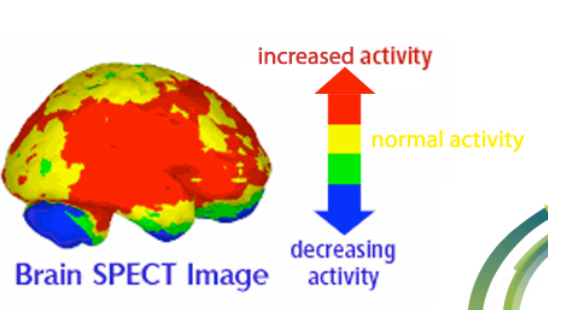 increased activity
normal activity
decreasing
activity
Brain SPECT Image